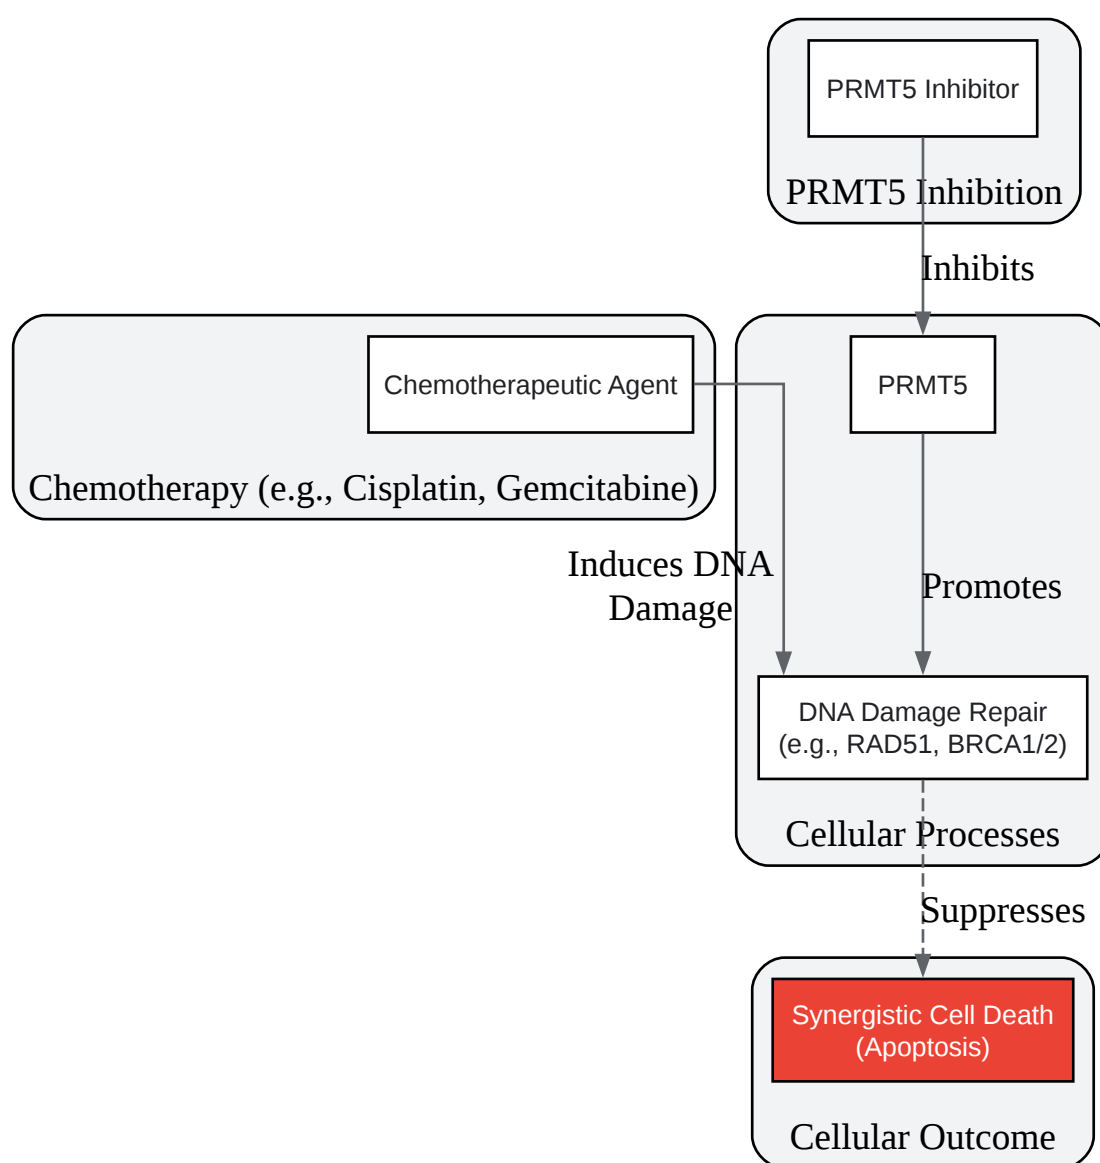 PRMT5 Inhibitor
PRMT5 Inhibition
Inhibits
Chemotherapeutic Agent
PRMT5
Chemotherapy (e.g., Cisplatin, Gemcitabine)
Induces DNA
Damage
Promotes
DNA Damage Repair
(e.g., RAD51, BRCA1/2)
Cellular Processes
Suppresses
Synergistic Cell Death
(Apoptosis)
Cellular Outcome